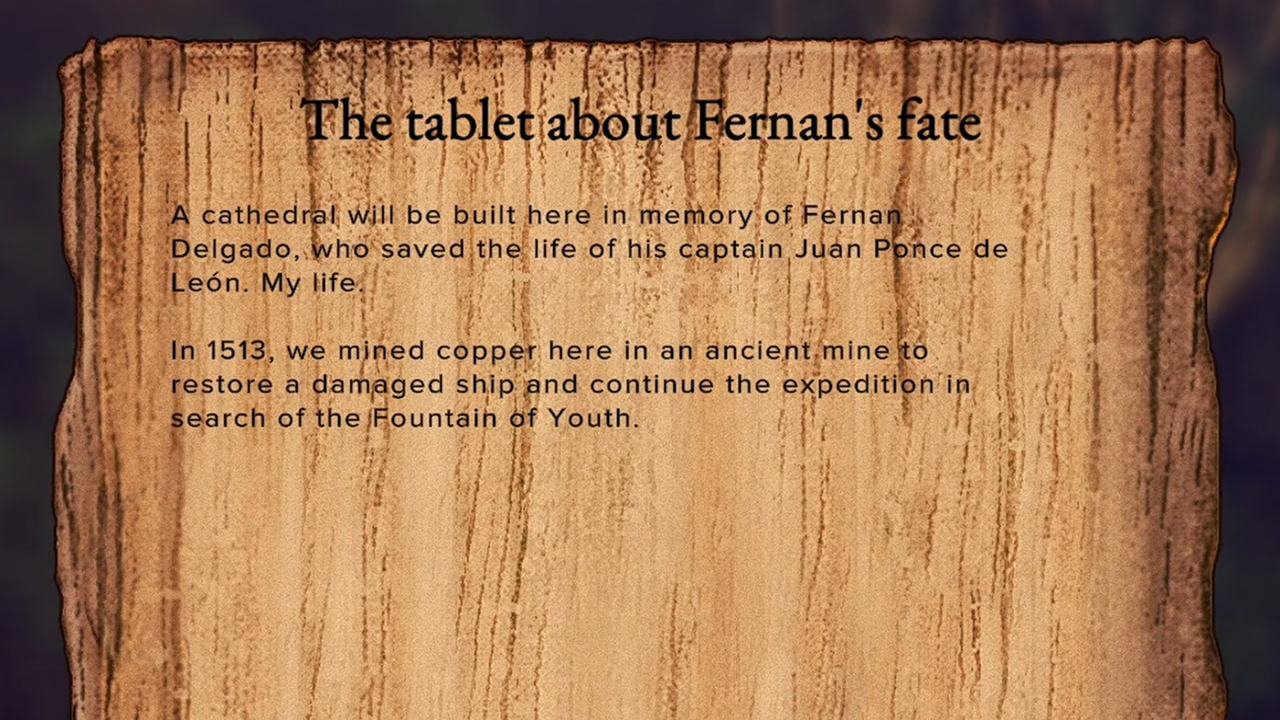 The tablet about Fernan's fate
A cathedral will be built here in memory of Fernan
Delgado, who saved the life of his captain Juan Ponce de
León. My life.
In 1513, we mined copper here in an ancient mine to
restore a damaged ship and continue the expedition in
search of the Fountain of Youth.